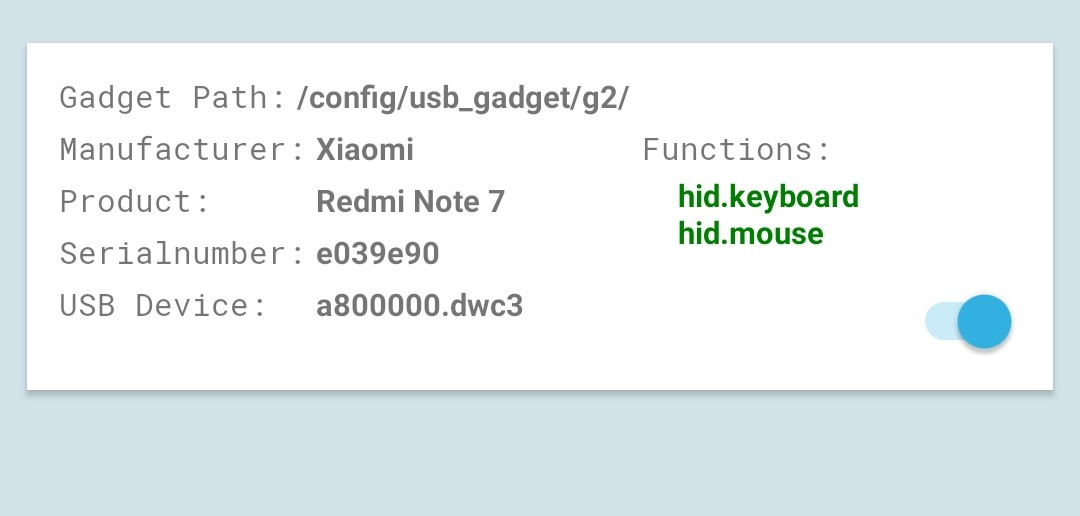 Gadget Path: /config/usb_gadget/g2/
Manufacturer: Xiaomi
Product: Redmi Note 7
Serialnumber: e039e90
USB Device: a800000.dwc3
Functions:
hid.keyboard
hid.mouse